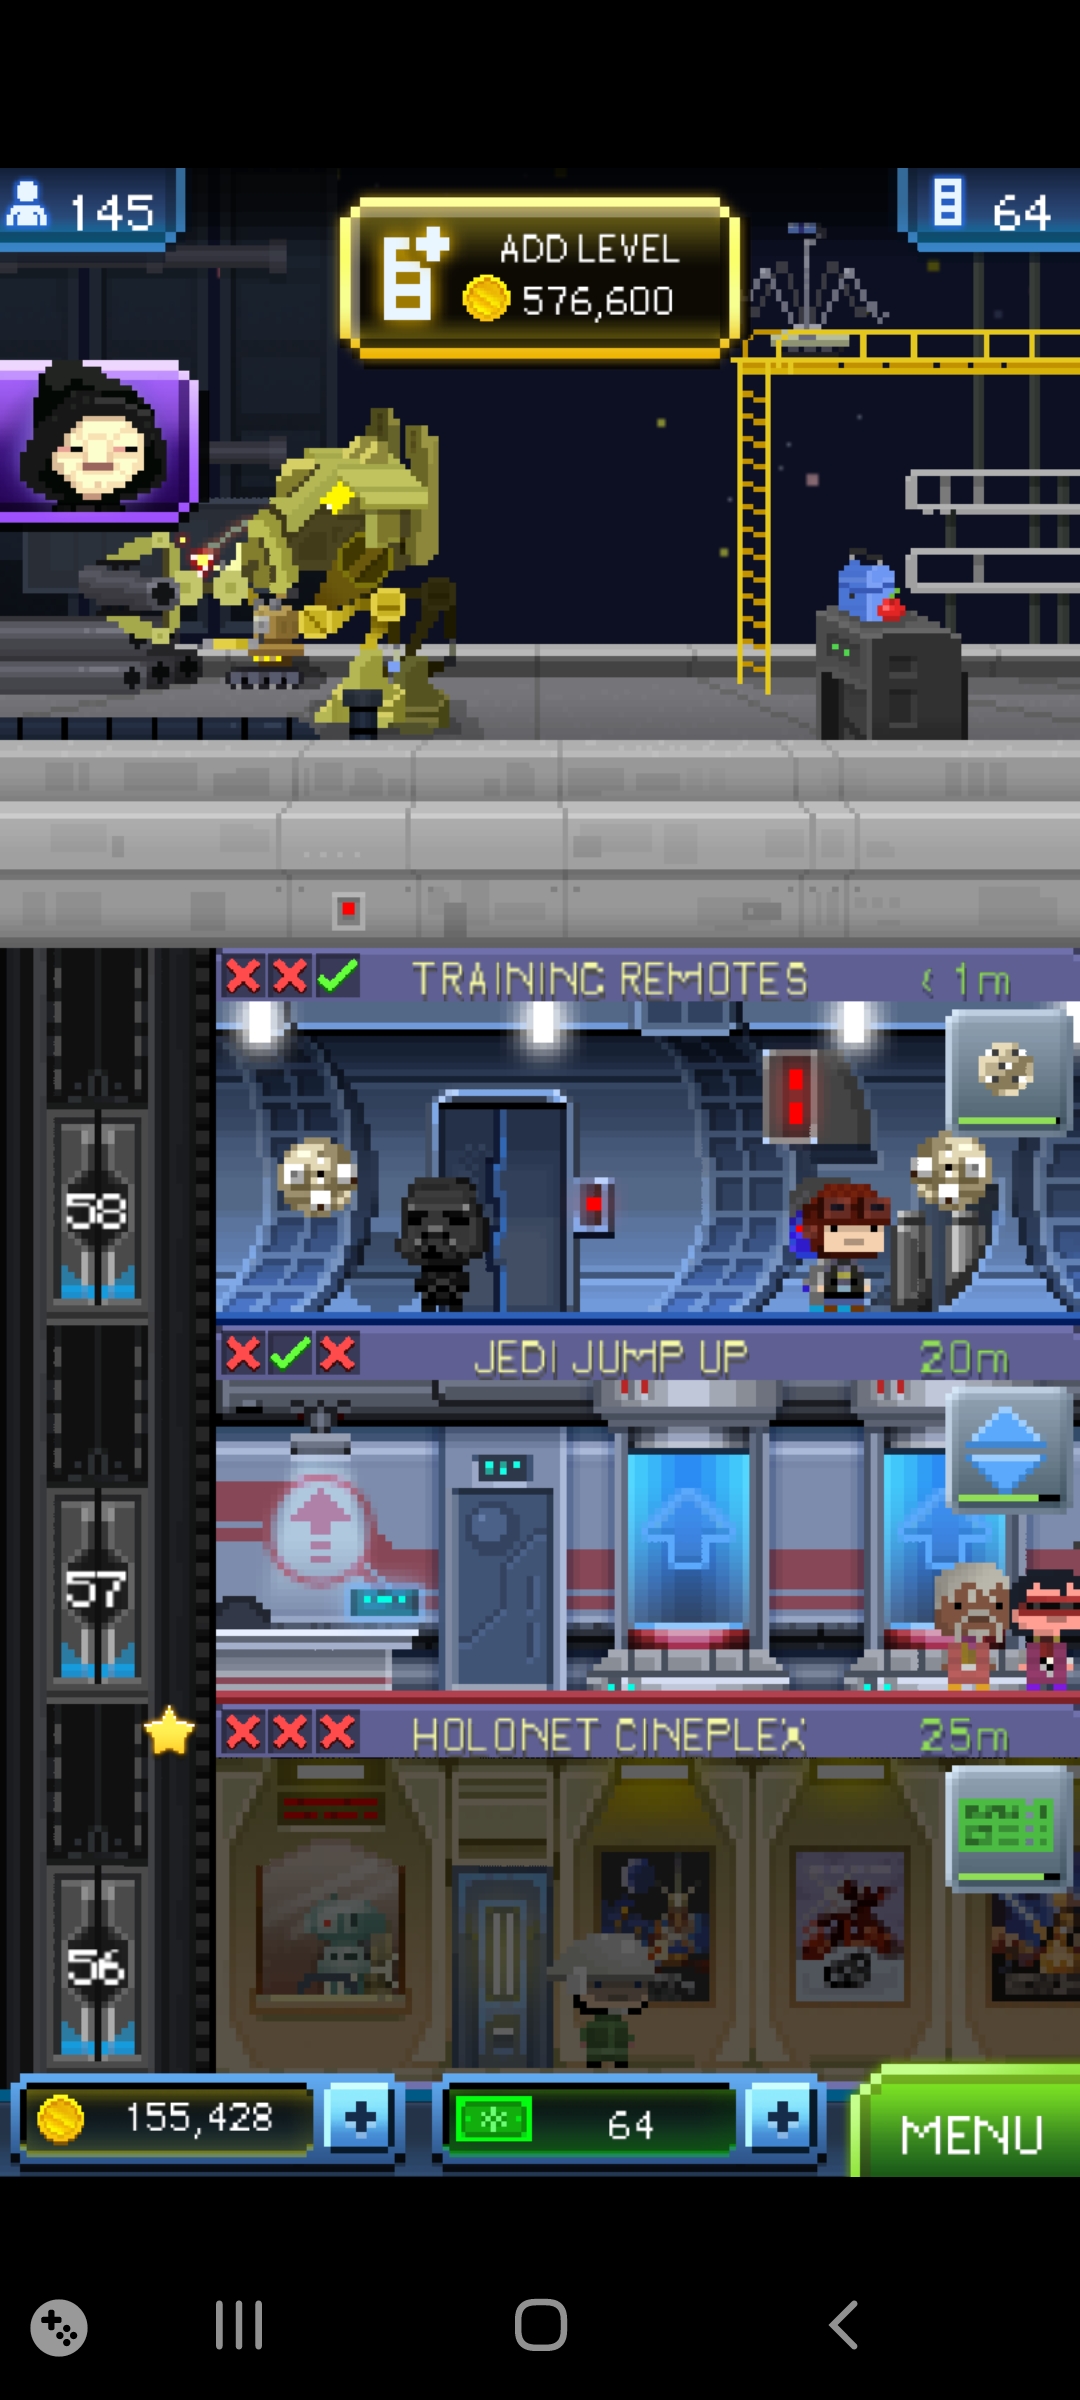 145
ADD LEVEL
576,600
64
TRAINING REMOTES < 1m
58
JEDI JUMP UP 20m
57
HOLONET CINEPLEX 25m
56
155,428
64
MENU